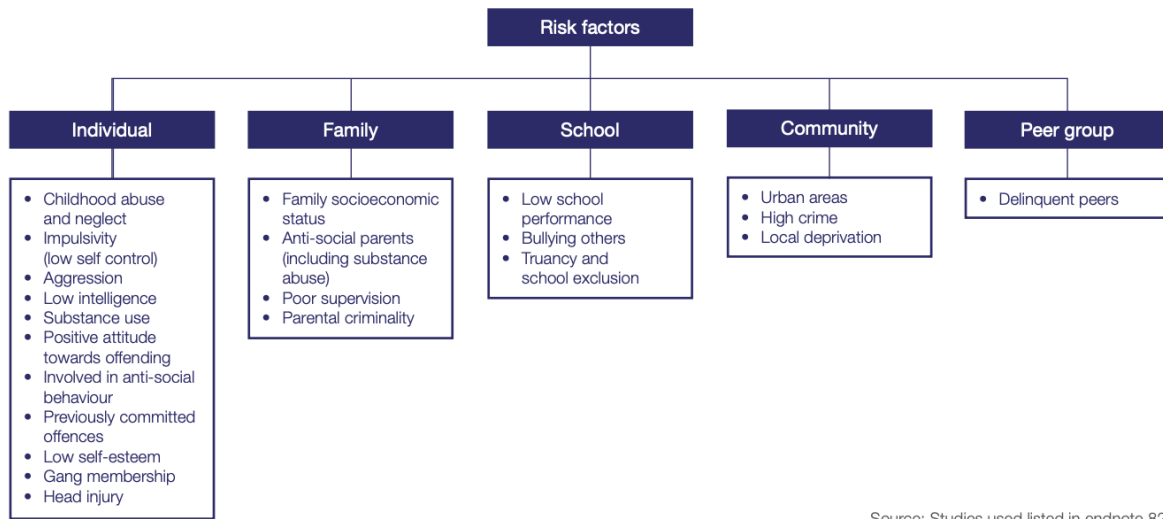 Risk factors
Individual
Family
School
Community
Peer group
• Childhood abuse
and neglect
• Impulsivity
(low self control)
• Aggression
• Low intelligence
• Substance use
• Positive attitude
towards offending
• Involved in anti-social
behaviour
• Previously committed
offences
• Low self-esteem
• Gang membership
• Head injury
• Family socioeconomic
status
• Anti-social parents
(including substance
abuse)
• Poor supervision
• Parental criminality
• Low school
performance
• Bullying others
• Truancy and
school exclusion
• Urban areas
• High crime
• Local deprivation
• Delinquent peers
Source: Studies used listed in endnote 82